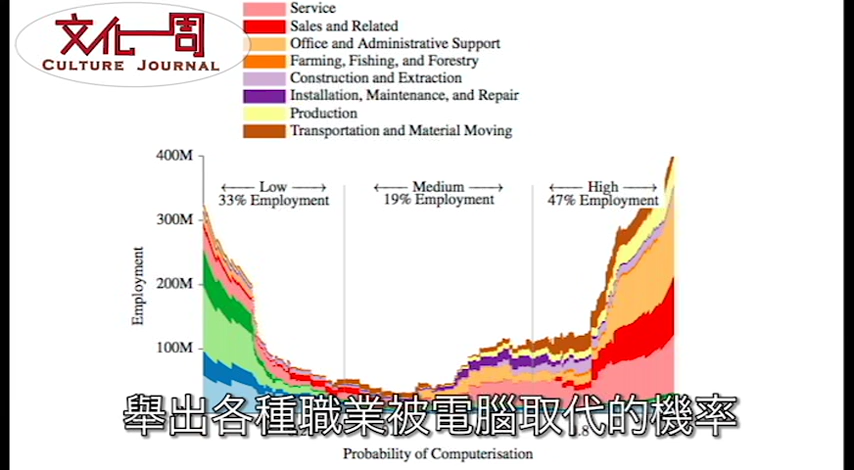 文化一周
CULTURE JOURNAL
Service
Sales and Related
Office and Administrative Support
Farming, Fishing, and Forestry
Construction and Extraction
Installation, Maintenance, and Repair
Production
Transportation and Material Moving
400M
300M
200M
100M
Employment
Low
33% Employment
Medium
19% Employment
High
47% Employment
舉出各種職業被電腦取代的機率
Probability of Computerisation